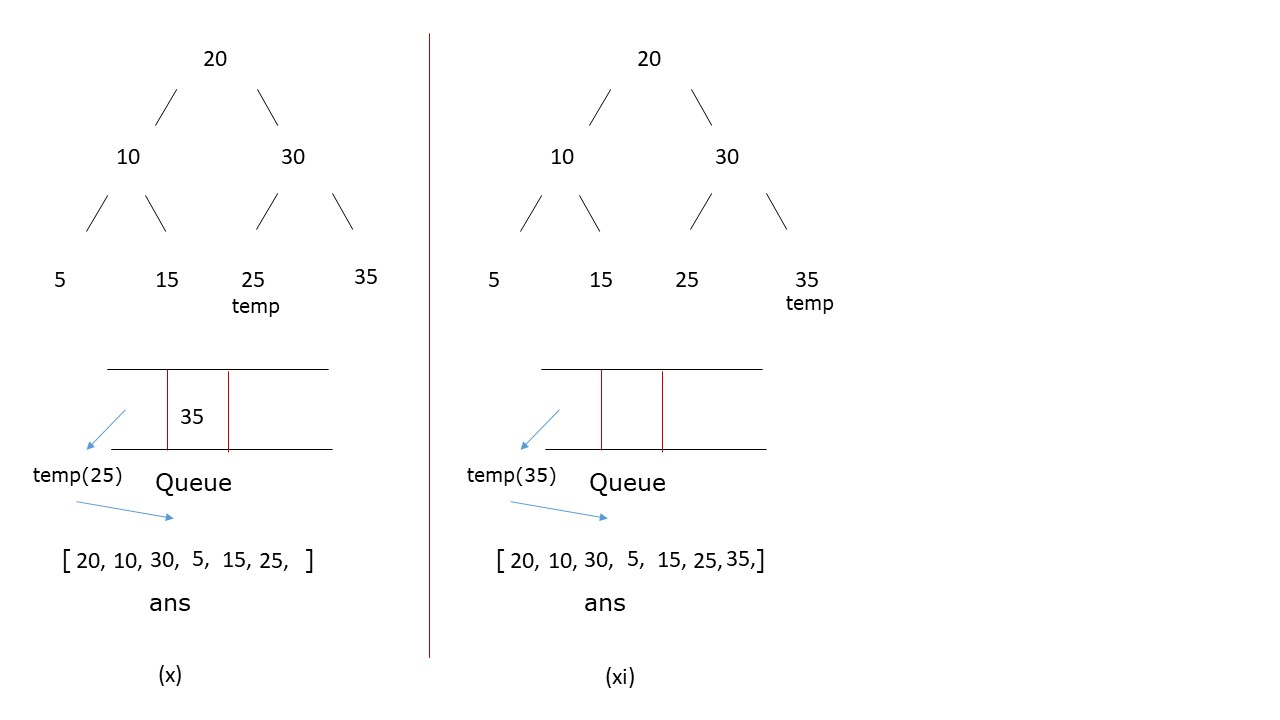 20
10 30
5 15 25 35
temp
35
temp(25)
Queue
[ 20, 10, 30, 5, 15, 25, ]
ans
(x)
20
10 30
5 15 25 35
temp
temp(35)
Queue
[ 20, 10, 30, 5, 15, 25, 35,]
ans
(xi)